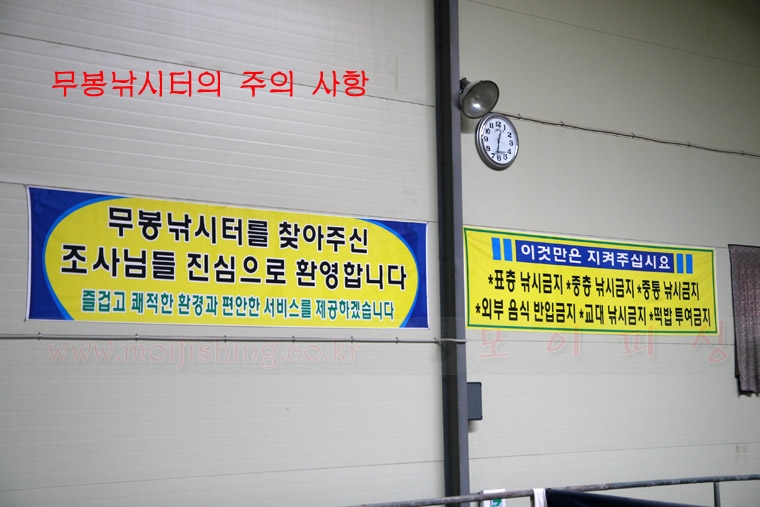 무봉낚시터의 주의 사항
무봉낚시터를 찾아주신
조사님들 진심으로 환영합니다
즐겁고 쾌적한 환경과 편안한 서비스를 제공하겠습니다
이것만은 지켜주십시요
*표층 낚시금지 *중층 낚시금지 *중통 낚시금지
*외부 음식 반입금지 *교대 낚시금지 *떡밥 투여금지
www.moifishing.co.kr 모이피싱